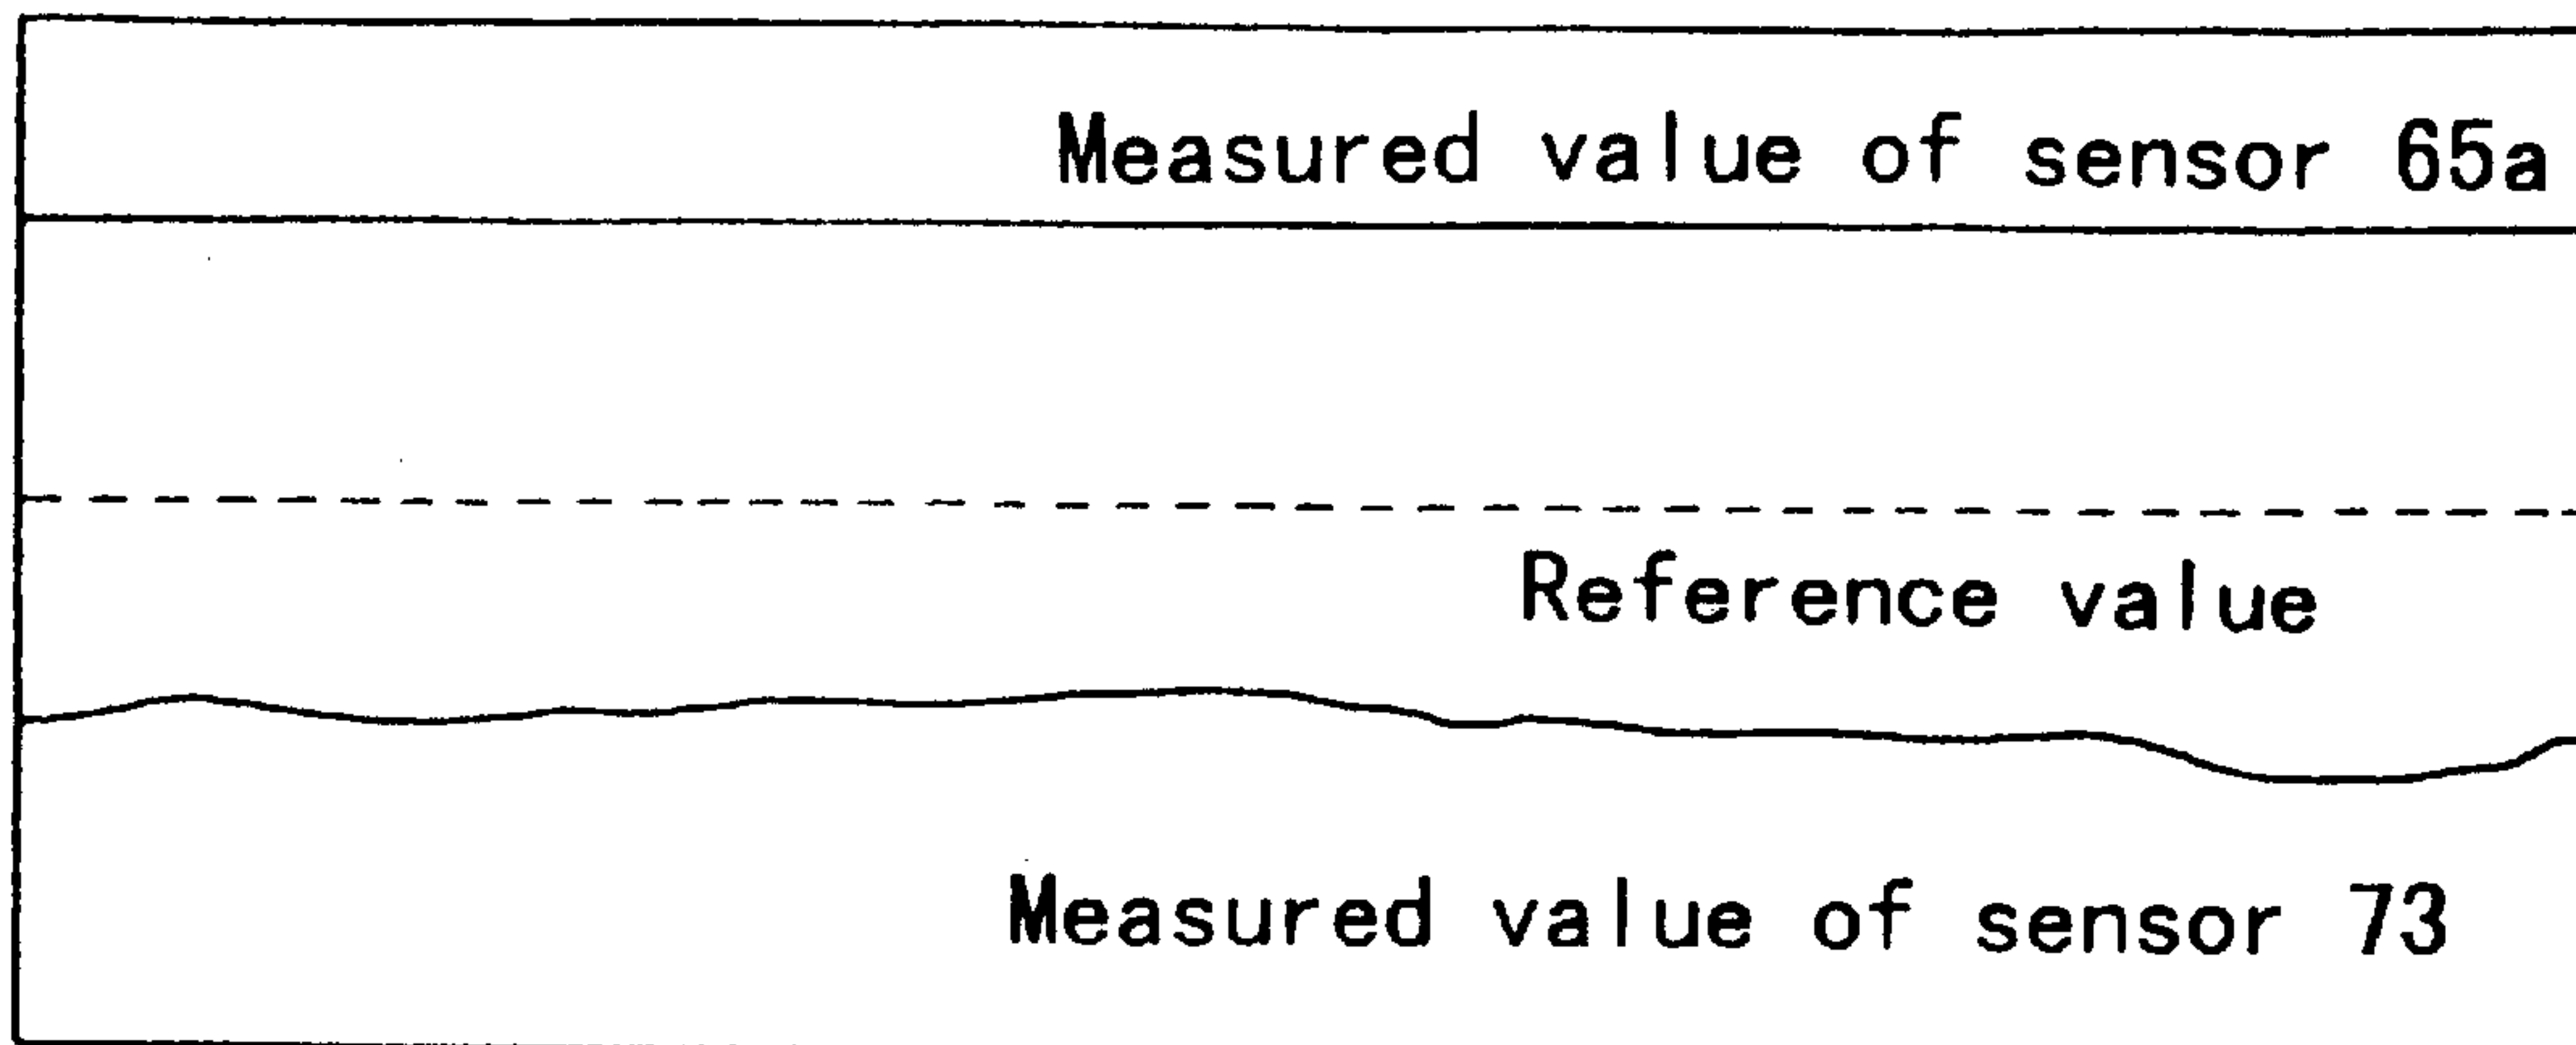 Measured value of sensor 65a
Reference value
Measured value of sensor 73